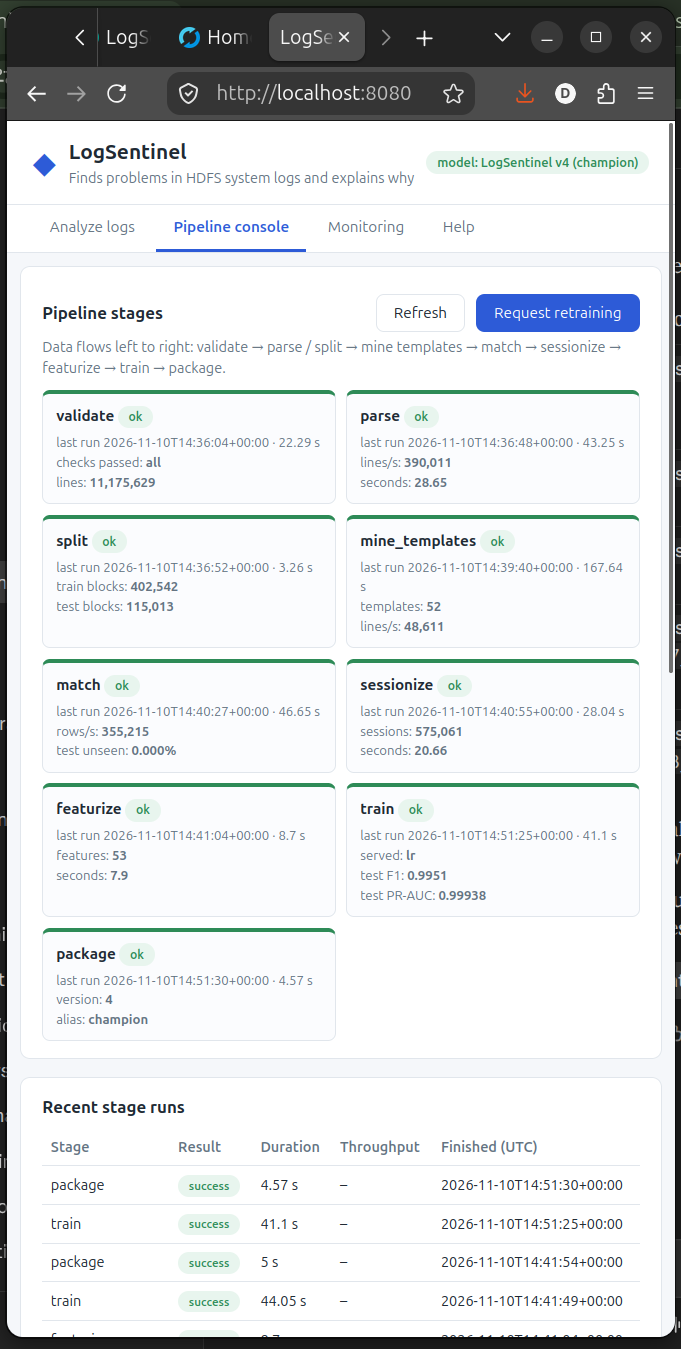 LogS
Hom
LogSe
http://localhost:8080
D
LogSentinel
Finds problems in HDFS system logs and explains why
model: LogSentinel v4 (champion)
Analyze logs
Pipeline console
Monitoring
Help
Pipeline stages
Refresh
Request retraining
Data flows left to right: validate → parse / split → mine templates → match → sessionize →
featurize → train → package.
validate ok
last run 2026-11-10T14:36:04+00:00 · 22.29 s
checks passed: all
lines: 11,175,629
parse ok
last run 2026-11-10T14:36:48+00:00 · 43.25 s
lines/s: 390,011
seconds: 28.65
split ok
last run 2026-11-10T14:36:52+00:00 · 3.26 s
train blocks: 402,542
test blocks: 115,013
mine_templates ok
last run 2026-11-10T14:39:40+00:00 · 167.64
s
templates: 52
lines/s: 48,611
match ok
last run 2026-11-10T14:40:27+00:00 · 46.65 s
rows/s: 355,215
test unseen: 0.000%
sessionize ok
last run 2026-11-10T14:40:55+00:00 · 28.04 s
sessions: 575,061
seconds: 20.66
featurize ok
last run 2026-11-10T14:41:04+00:00 · 8.7 s
features: 53
seconds: 7.9
train ok
last run 2026-11-10T14:51:25+00:00 · 41.1 s
served: lr
test F1: 0.9951
test PR-AUC: 0.99938
package ok
last run 2026-11-10T14:51:30+00:00 · 4.57 s
version: 4
alias: champion
Recent stage runs
Stage Result Duration Throughput Finished (UTC)
package success 4.57 s – 2026-11-10T14:51:30+00:00
train success 41.1 s – 2026-11-10T14:51:25+00:00
package success 5 s – 2026-11-10T14:41:54+00:00
train success 44.05 s – 2026-11-10T14:41:49+00:00